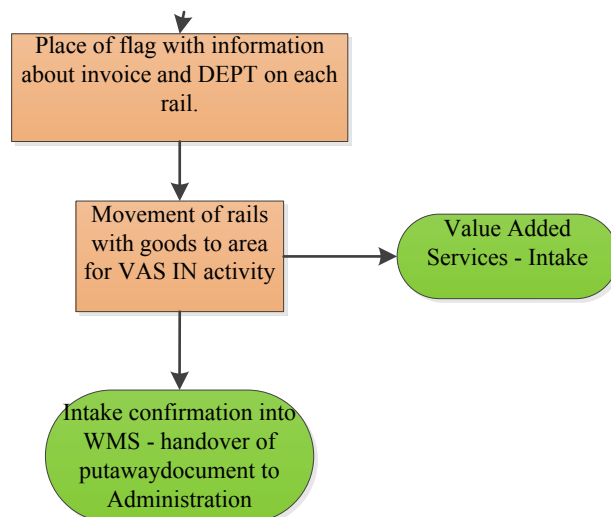 Place of flag with information
about invoice and DEPT on each
rail.
Movement of rails
with goods to area
for VAS IN activity
Value Added
Services - Intake
Intake confirmation into
WMS - handover of
putawaydocument to
Administration